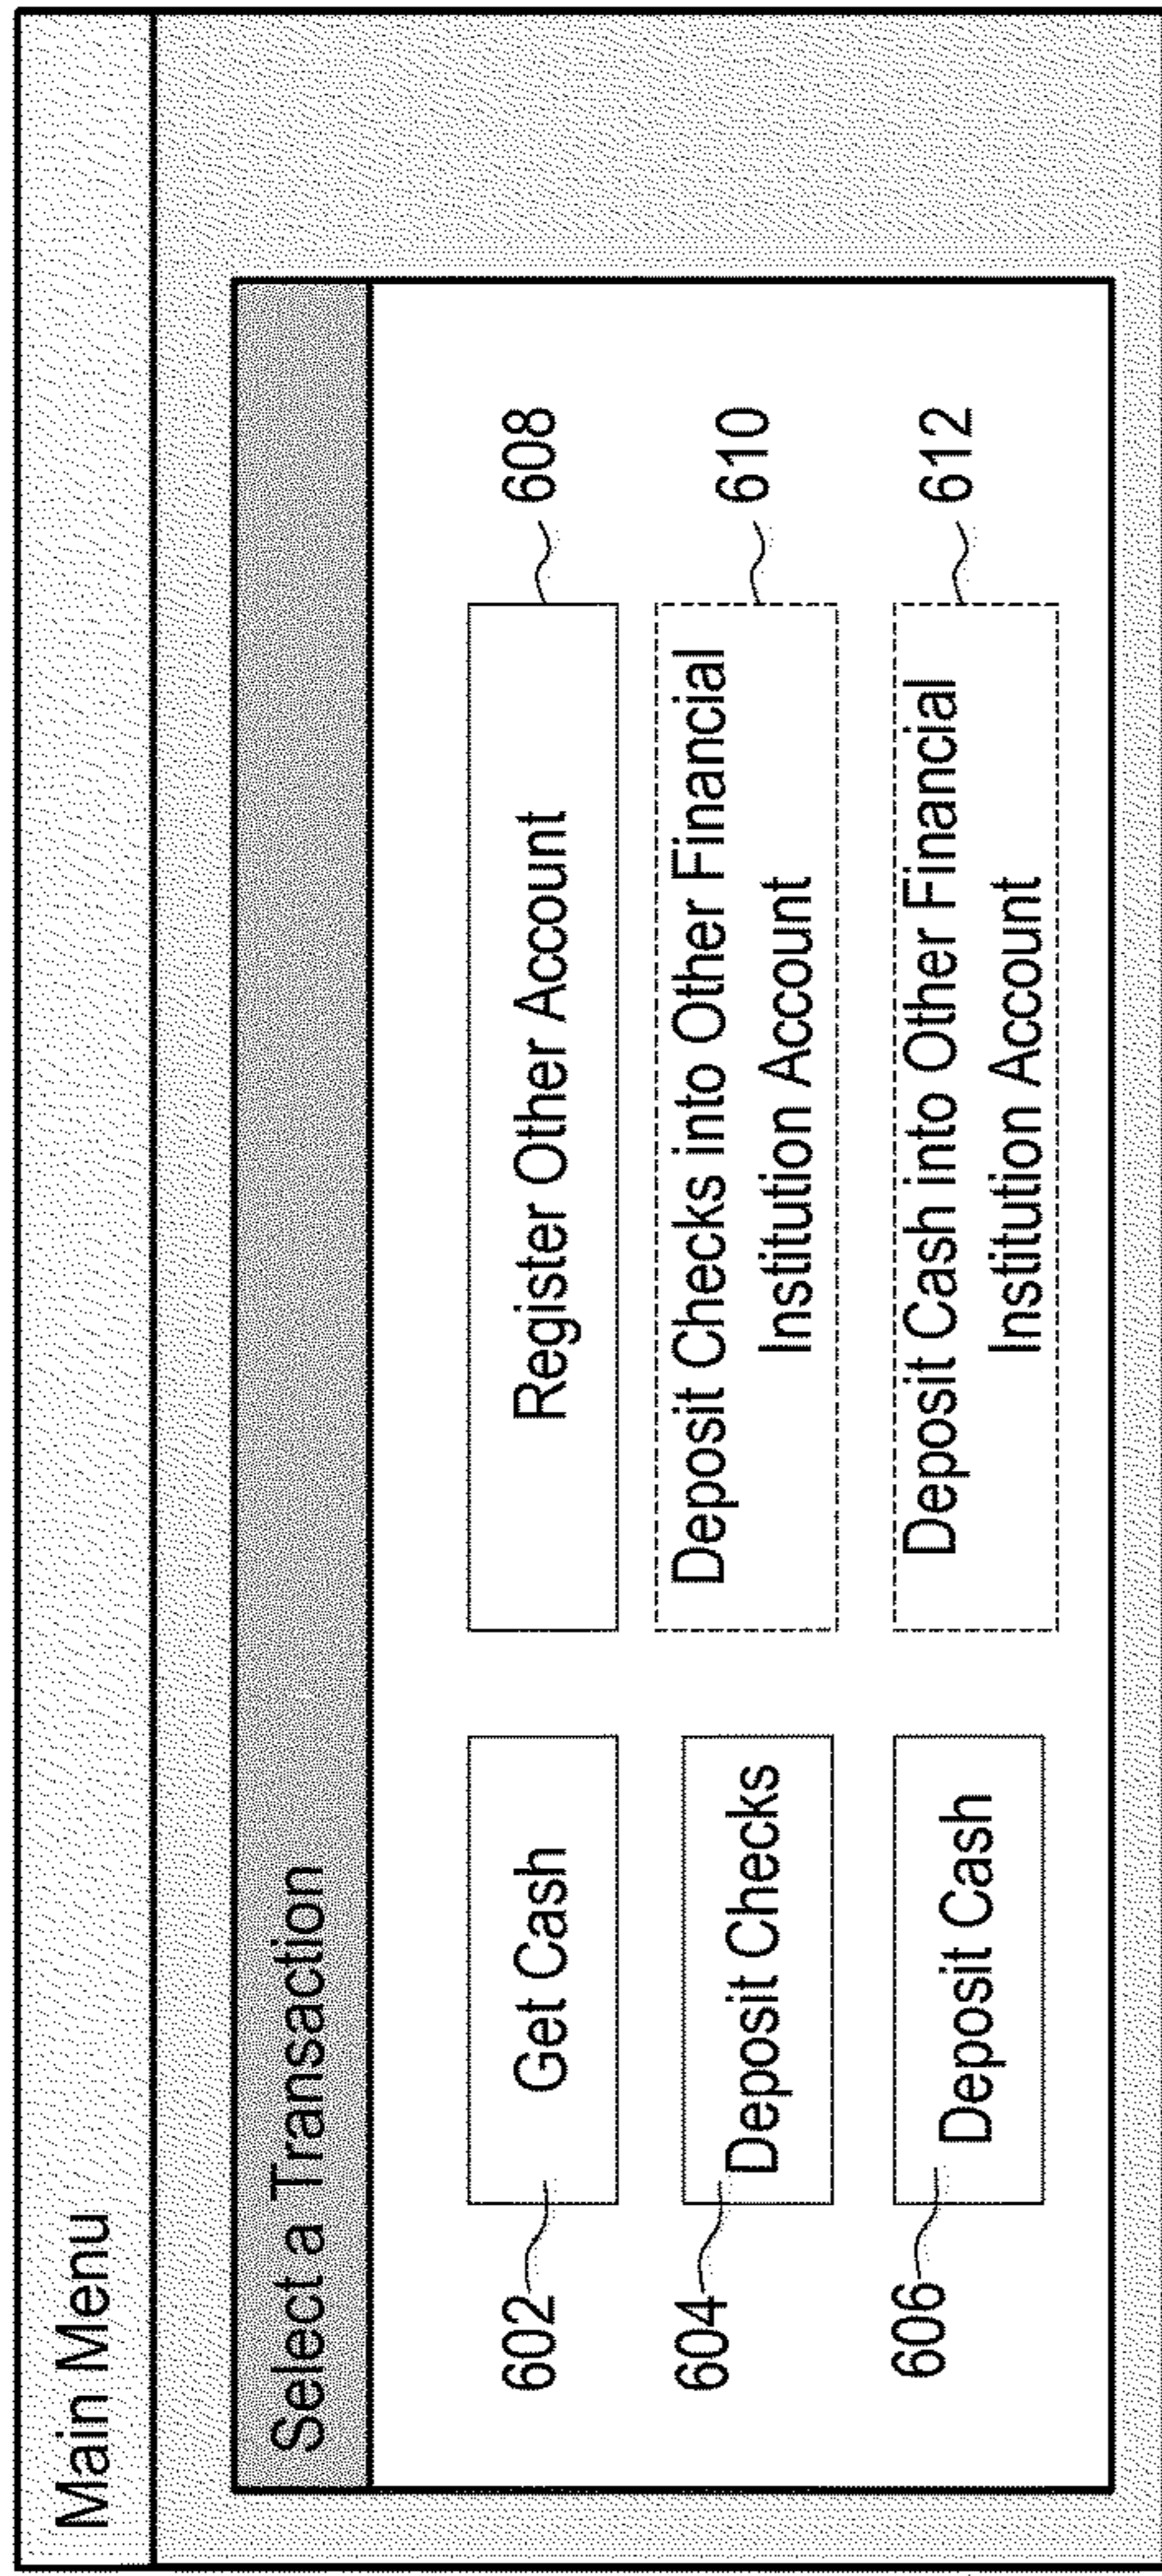 Main Menu
Select a Transaction
602
Get Cash
Register Other Account
608
604
Deposit Checks
Deposit Checks into Other Financial
Institution Account
610
606
Deposit Cash
Deposit Cash into Other Financial
Institution Account
612